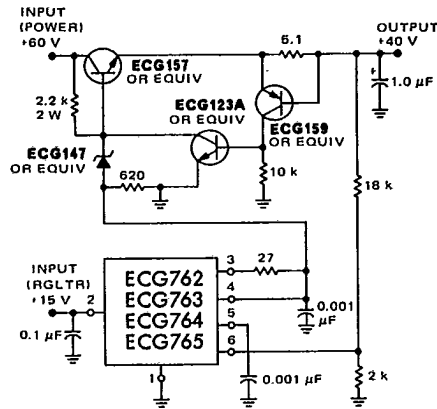 INPUT
(POWER)
+60 V
ECG157
OR EQUIV
6.1
OUTPUT
+40 V
2.2 k
2 W
ECG123A
OR EQUIV
ECG159
OR EQUIV
1.0 µF
+
ECG147
OR EQUIV
620
10 k
18 k
INPUT
(RGLTR)
+15 V
2
ECG762
ECG763
ECG764
ECG765
3
27
4
5
6
0.001
µF
0.1 µF
1
0.001 µF
2 k